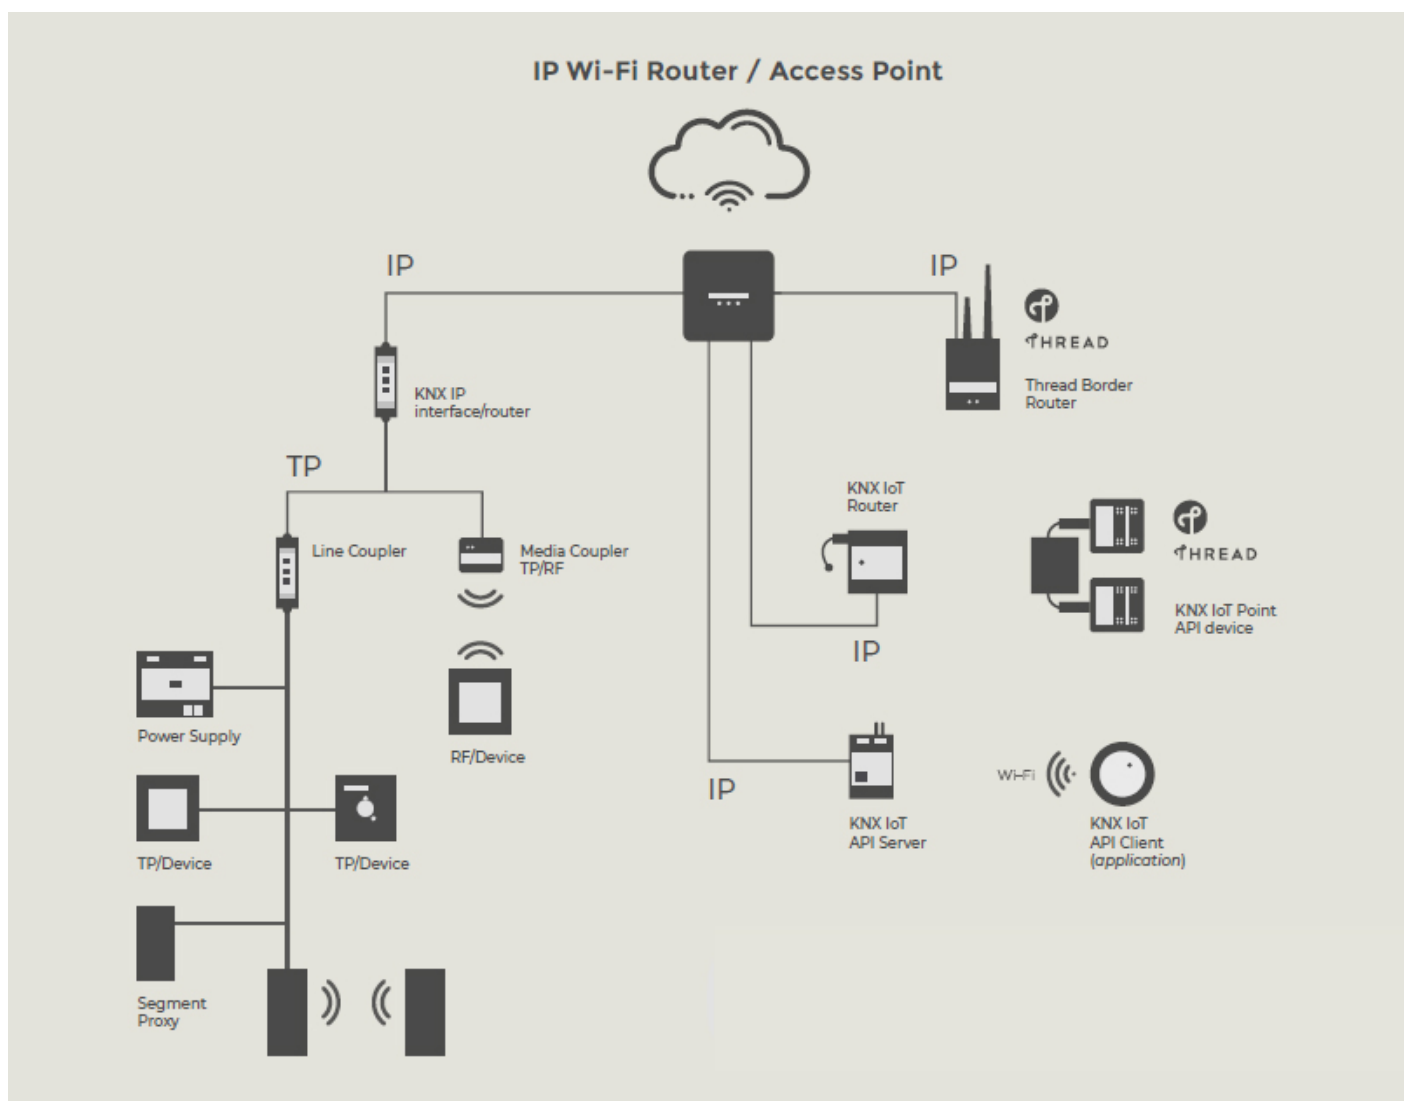 IP Wi-Fi Router / Access Point
IP
IP
THREAD
Thread Border
Router
KNX IP
interface/router
TP
Line Coupler
Media Coupler
TP/RF
KNX IoT
Router
IP
THREAD
KNX IoT Point
API device
Power Supply
RF/Device
TP/Device
TP/Device
IP
KNX IoT
API Server
Wi-Fi
KNX IoT
API Client
(application)
Segment
Proxy